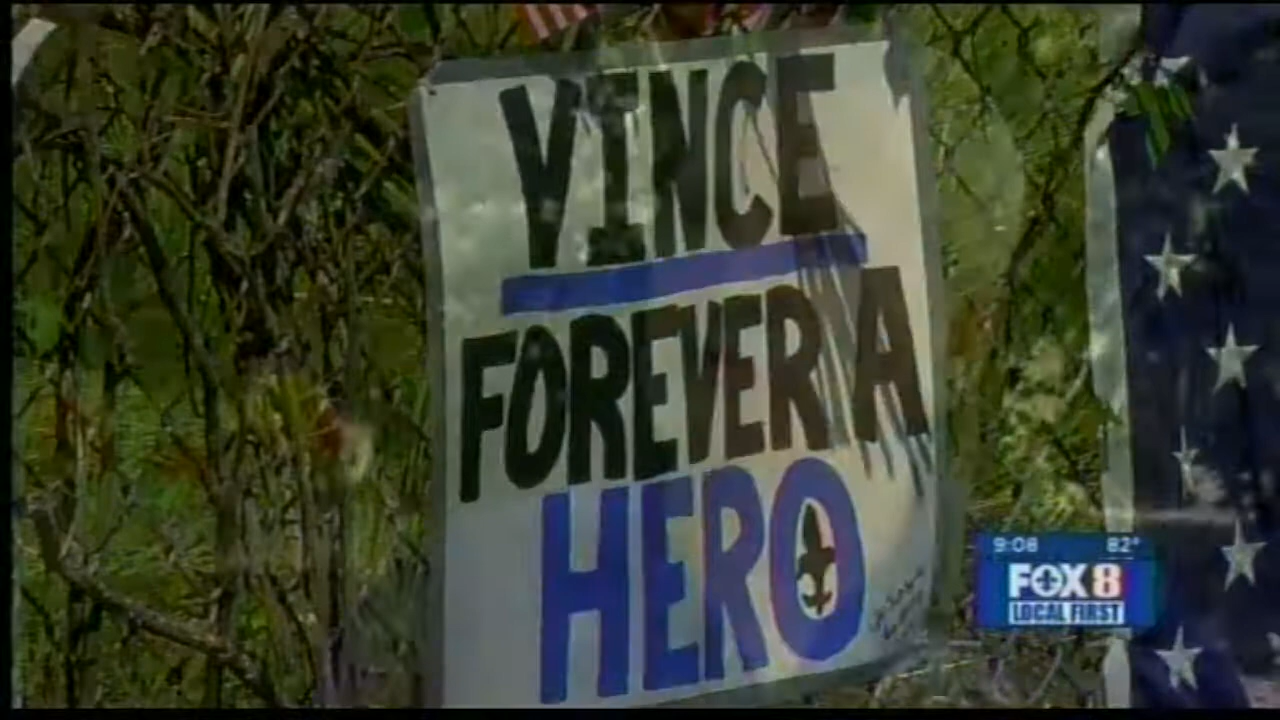 VINCE
FOREVER A
HERO
9:08 82°
FOX 8
LOCAL FIRST